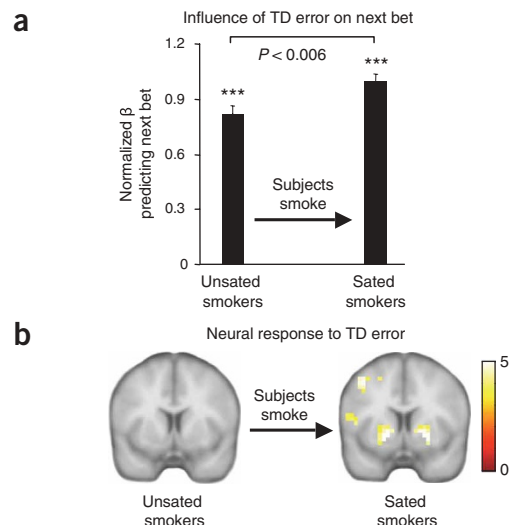 a
Influence of TD error on next bet
1.2
P < 0.006
***
***
0.9
0.6
0.3
0
Normalized β
predicting next bet
Subjects
smoke
Unsated
smokers
Sated
smokers
b
Neural response to TD error
Subjects
smoke
5
0
Unsated
smokers
Sated
smokers